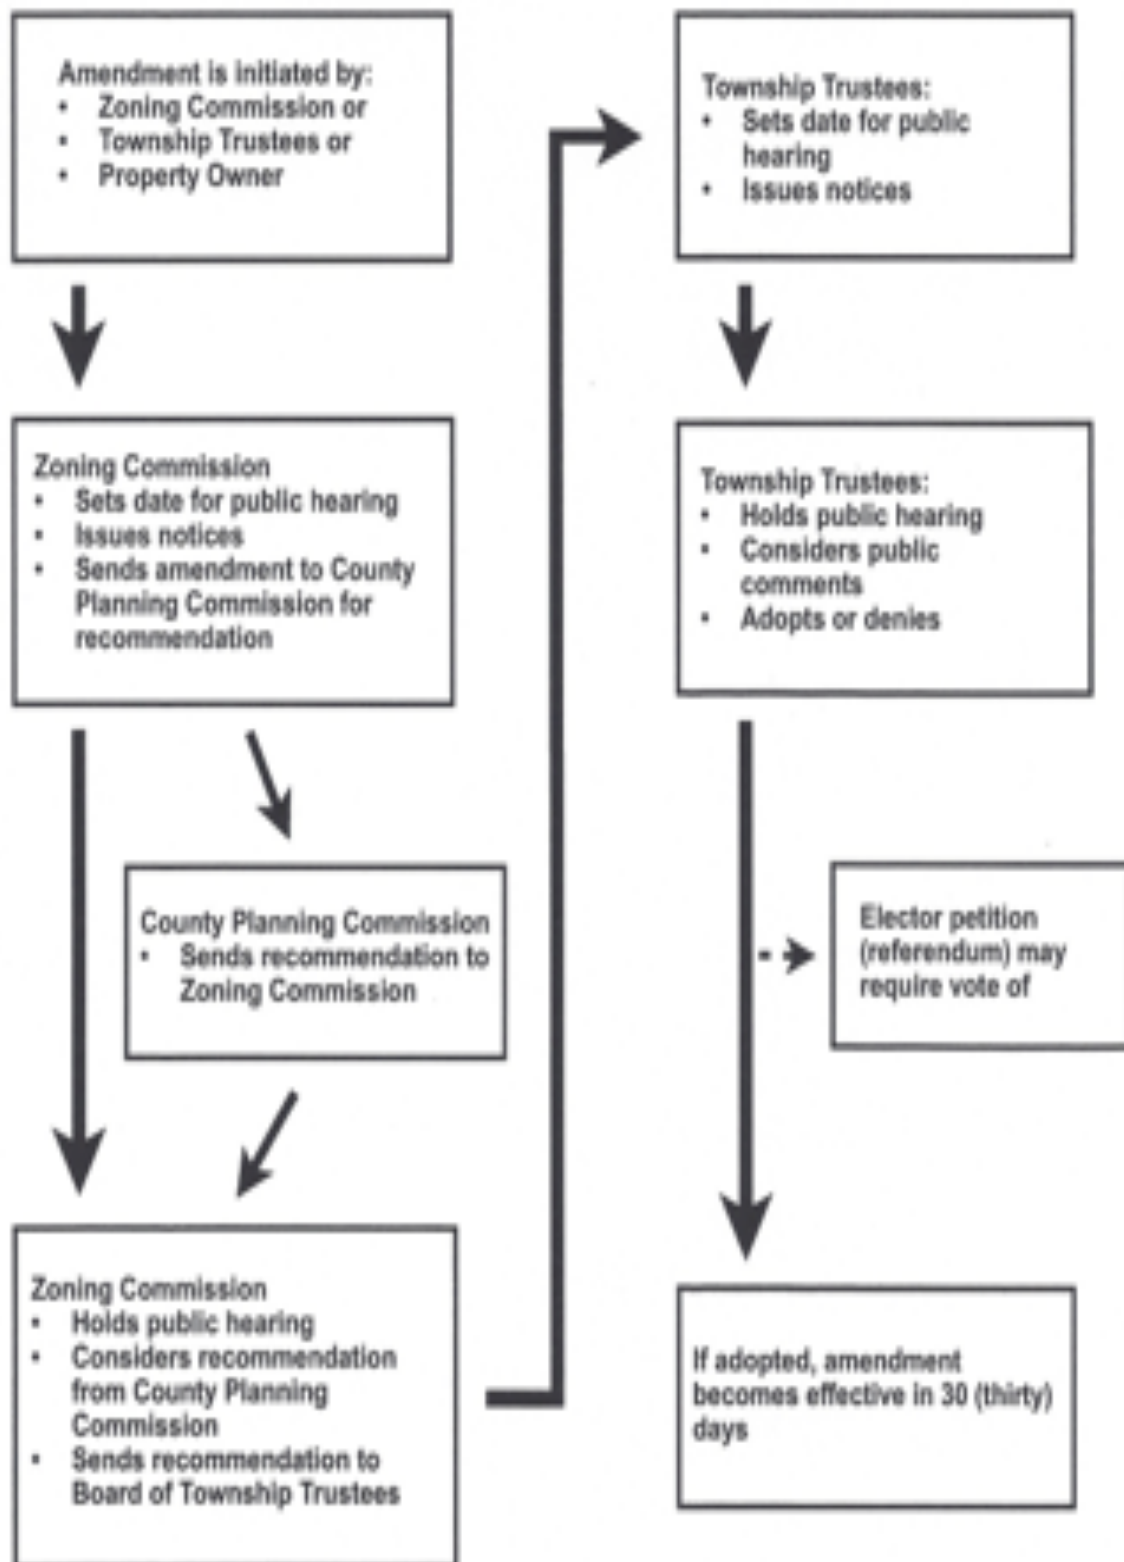 Amendment is initiated by:
• Zoning Commission or
• Township Trustees or
• Property Owner
Zoning Commission
• Sets date for public hearing
• Issues notices
• Sends amendment to County
Planning Commission for
recommendation
County Planning Commission
• Sends recommendation to
Zoning Commission
Zoning Commission
• Holds public hearing
• Considers recommendation
from County Planning
Commission
• Sends recommendation to
Board of Township Trustees
Township Trustees:
• Sets date for public
hearing
• Issues notices
Township Trustees:
• Holds public hearing
• Considers public
comments
• Adopts or denies
Elector petition
(referendum) may
require vote of
If adopted, amendment
becomes effective in 30 (thirty)
days